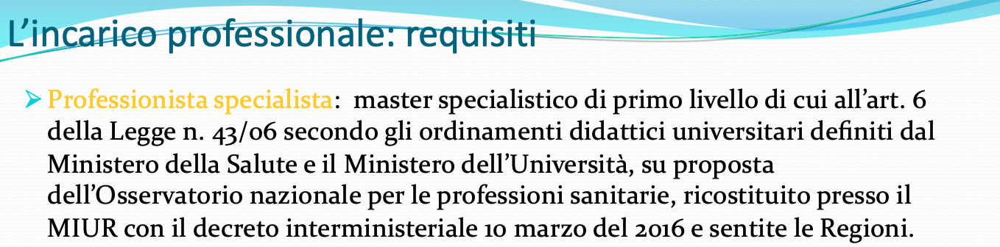 L'incarico professionale: requisiti
Professionista specialista:  master specialistico di primo livello di cui all'art. 6
della Legge n. 43/06 secondo gli ordinamenti didattici universitari definiti dal
Ministero della Salute e il Ministero dell'Università, su proposta
dell'Osservatorio nazionale per le professioni sanitarie, ricostituito presso il
MIUR con il decreto interministeriale 10 marzo del 2016 e sentite le Regioni.